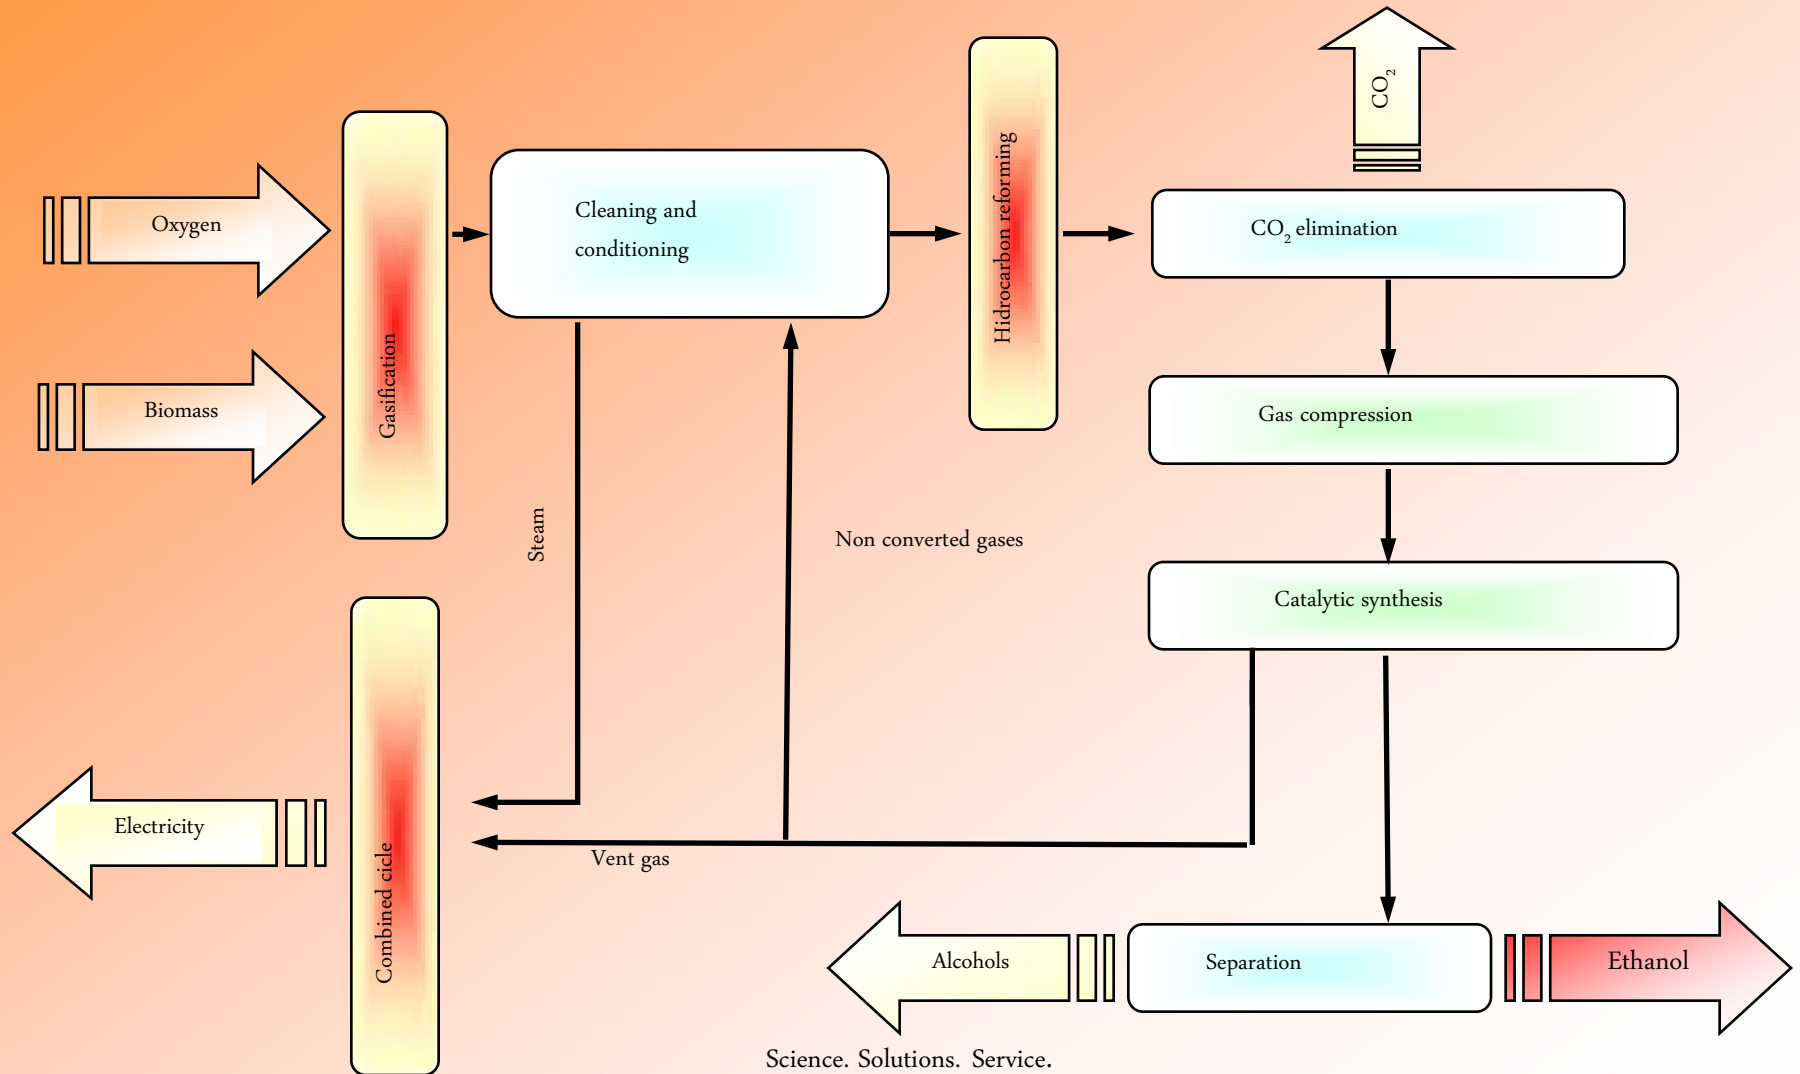 CO₂
Oxygen
Biomass
Gasification
Cleaning and
conditioning
Hidrocarbon reforming
CO₂ elimination
Gas compression
Catalytic synthesis
Steam
Non converted gases
Vent gas
Electricity
Combined cicle
Alcohols
Separation
Ethanol
Science. Solutions. Service.